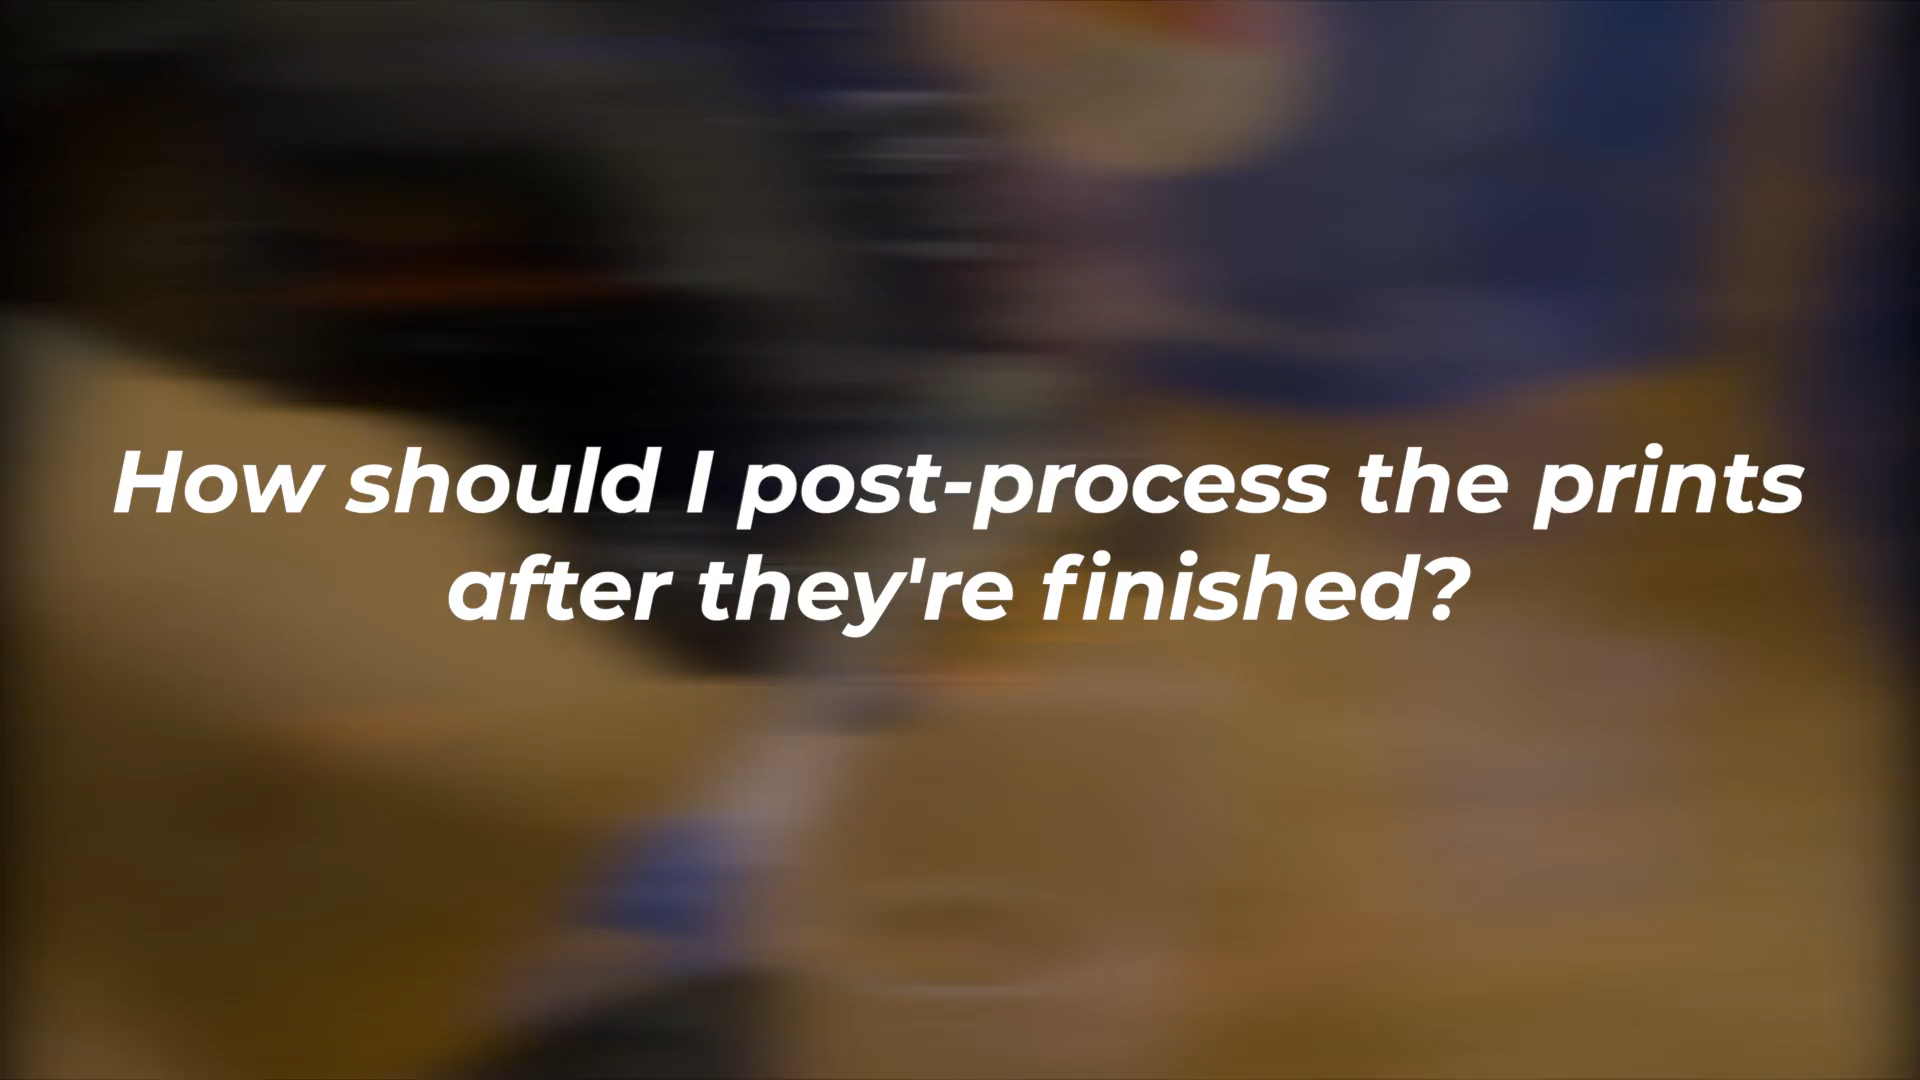 How should I post-process the prints
after they're finished?